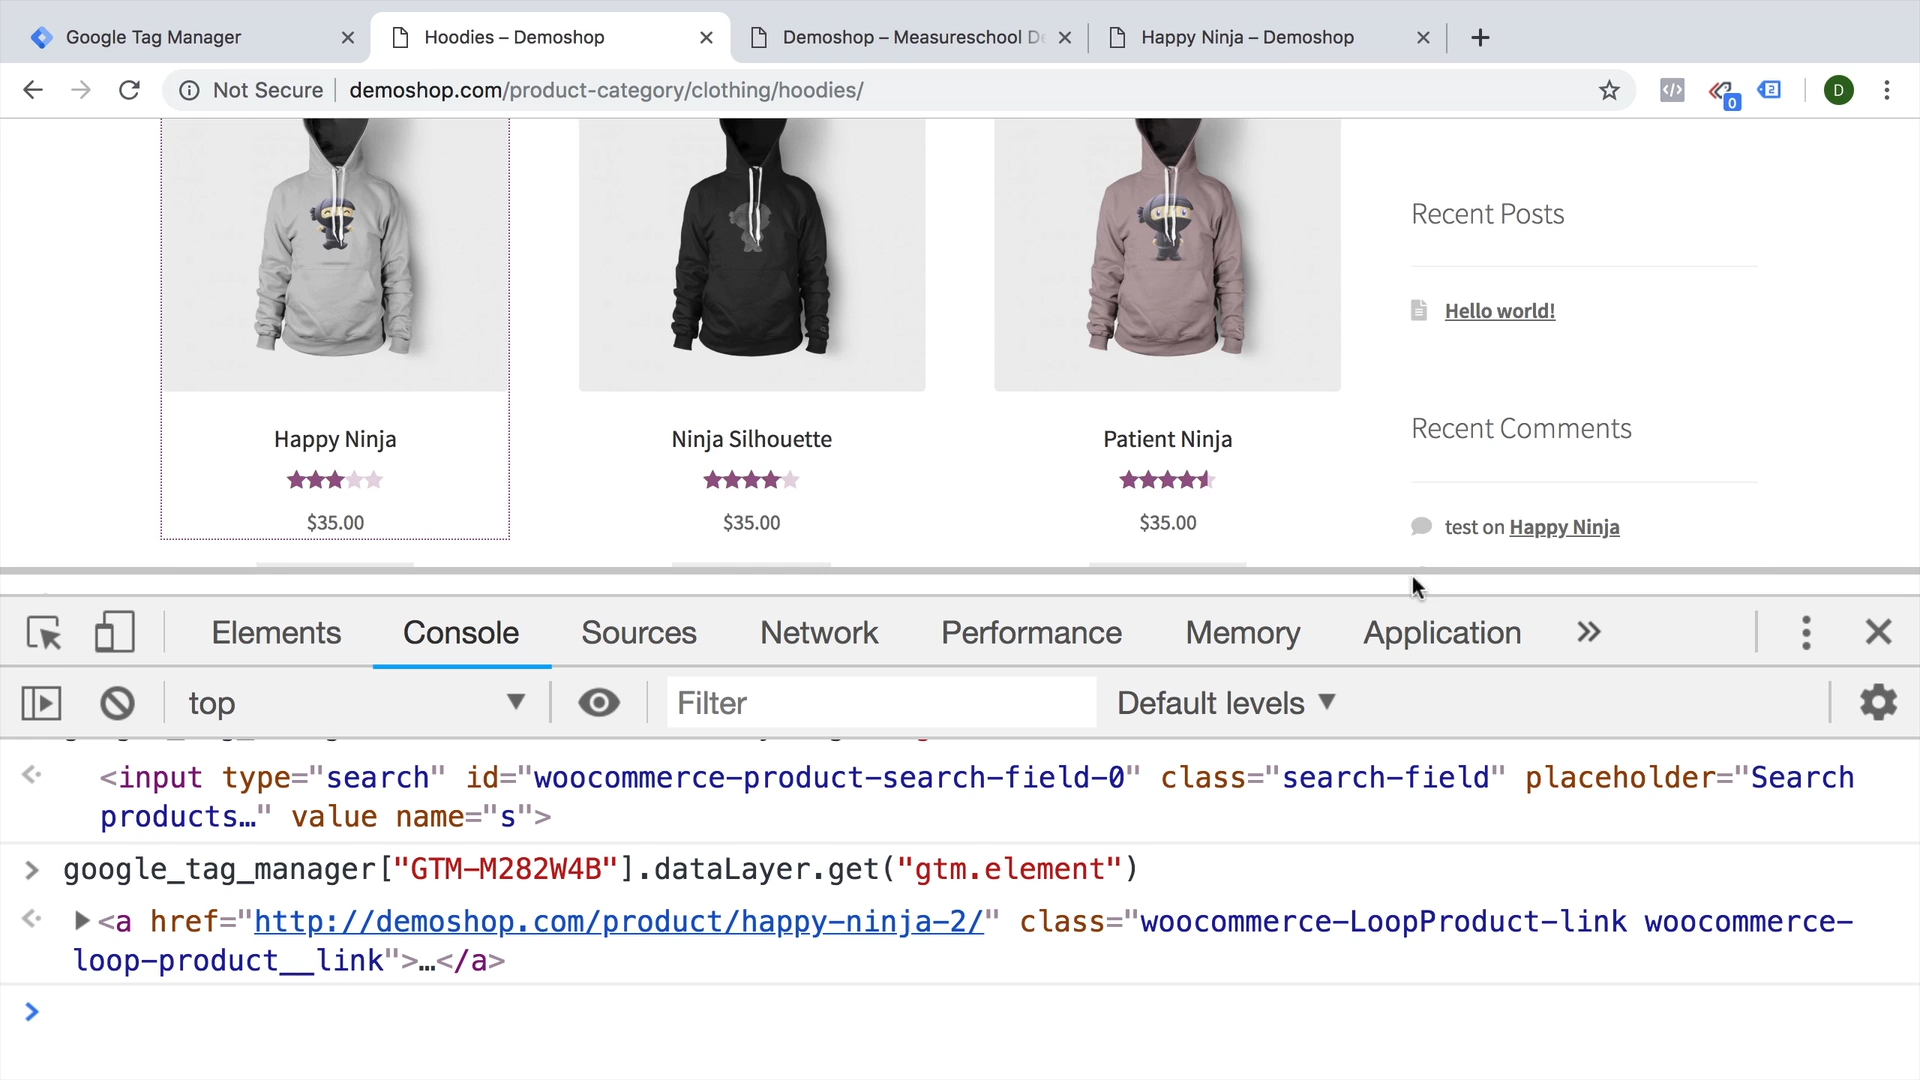 Google Tag Manager
Hoodies – Demoshop
Demoshop – Measureschool De
Happy Ninja – Demoshop
Not Secure
demoshop.com/product-category/clothing/hoodies/
0
2
D
Happy Ninja
$35.00
Ninja Silhouette
$35.00
Patient Ninja
$35.00
Recent Posts
Hello world!
Recent Comments
test on Happy Ninja
Elements Console Sources Network Performance Memory Application
top
Filter
Default levels
<input type="search" id="woocommerce-product-search-field-0" class="search-field" placeholder="Search
products…" value name="s">
google_tag_manager["GTM-M282W4B"].dataLayer.get("gtm.element")
<a href="http://demoshop.com/product/happy-ninja-2/" class="woocommerce-LoopProduct-link woocommerce-
loop-product__link">…</a>